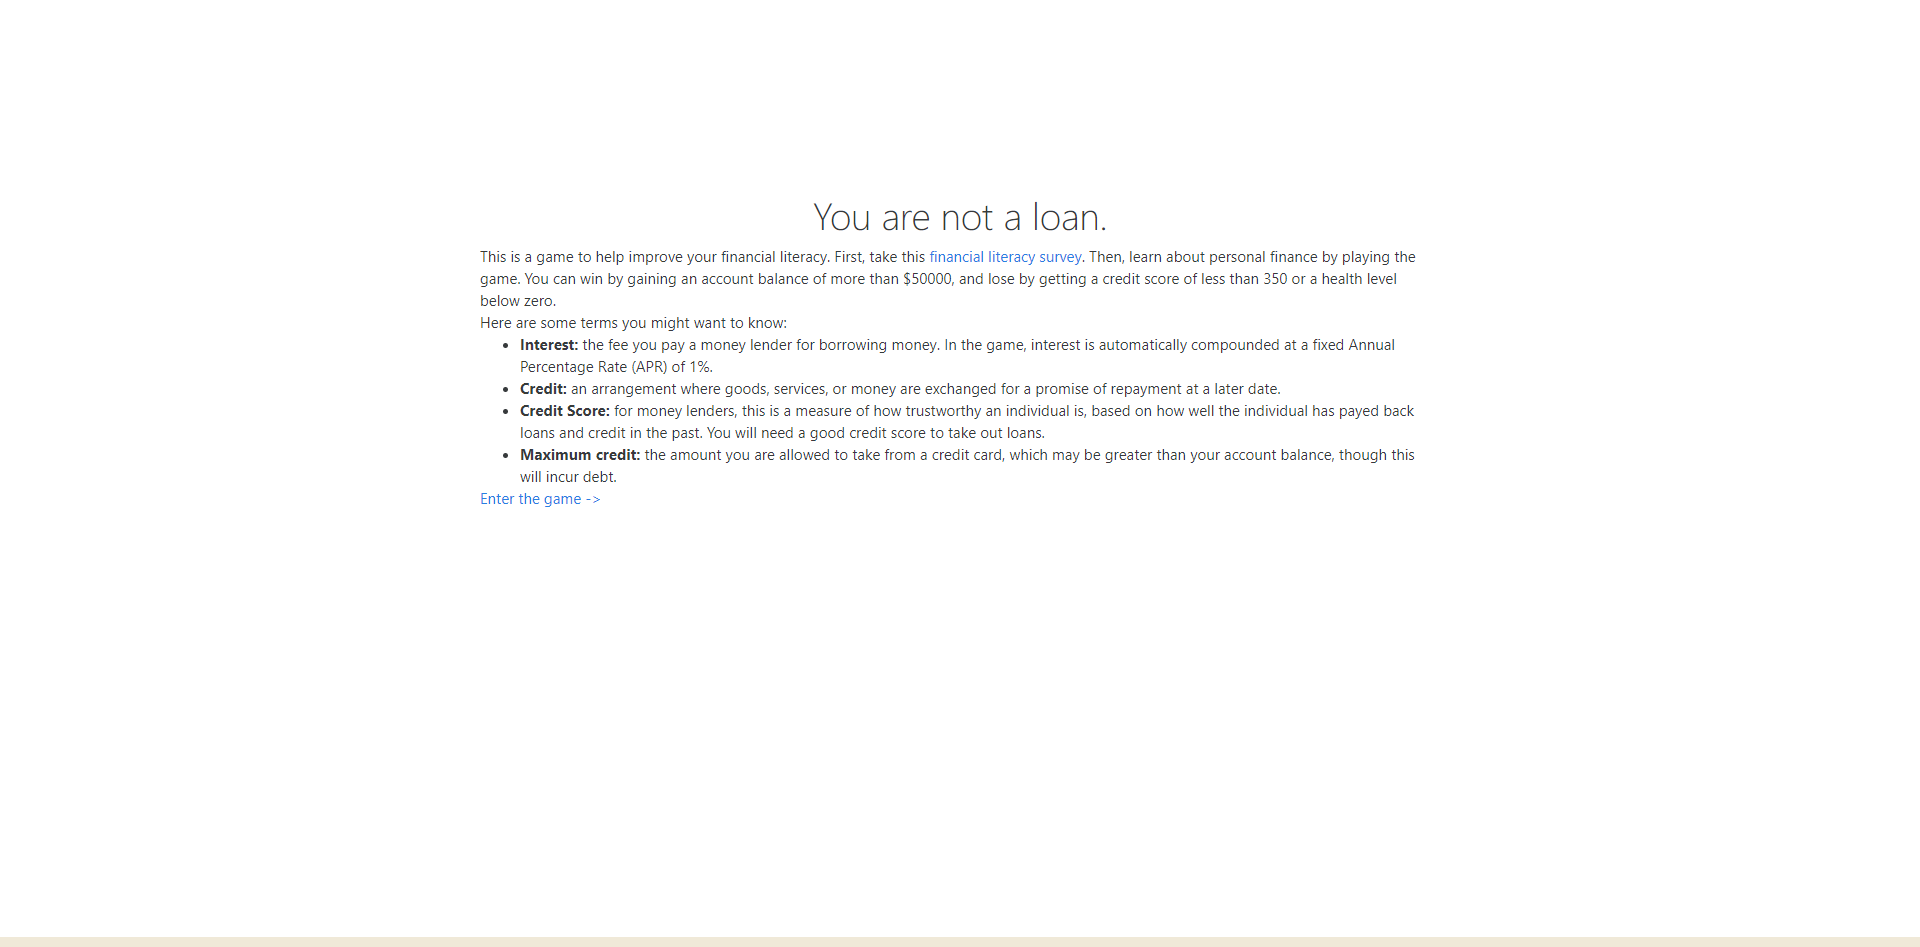 You are not a loan.
This is a game to help improve your financial literacy. First, take this financial literacy survey. Then, learn about personal finance by playing the
game. You can win by gaining an account balance of more than $50000, and lose by getting a credit score of less than 350 or a health level
below zero.
Here are some terms you might want to know:
• Interest: the fee you pay a money lender for borrowing money. In the game, interest is automatically compounded at a fixed Annual
Percentage Rate (APR) of 1%.
• Credit: an arrangement where goods, services, or money are exchanged for a promise of repayment at a later date.
• Credit Score: for money lenders, this is a measure of how trustworthy an individual is, based on how well the individual has payed back
loans and credit in the past. You will need a good credit score to take out loans.
• Maximum credit: the amount you are allowed to take from a credit card, which may be greater than your account balance, though this
will incur debt.
Enter the game ->